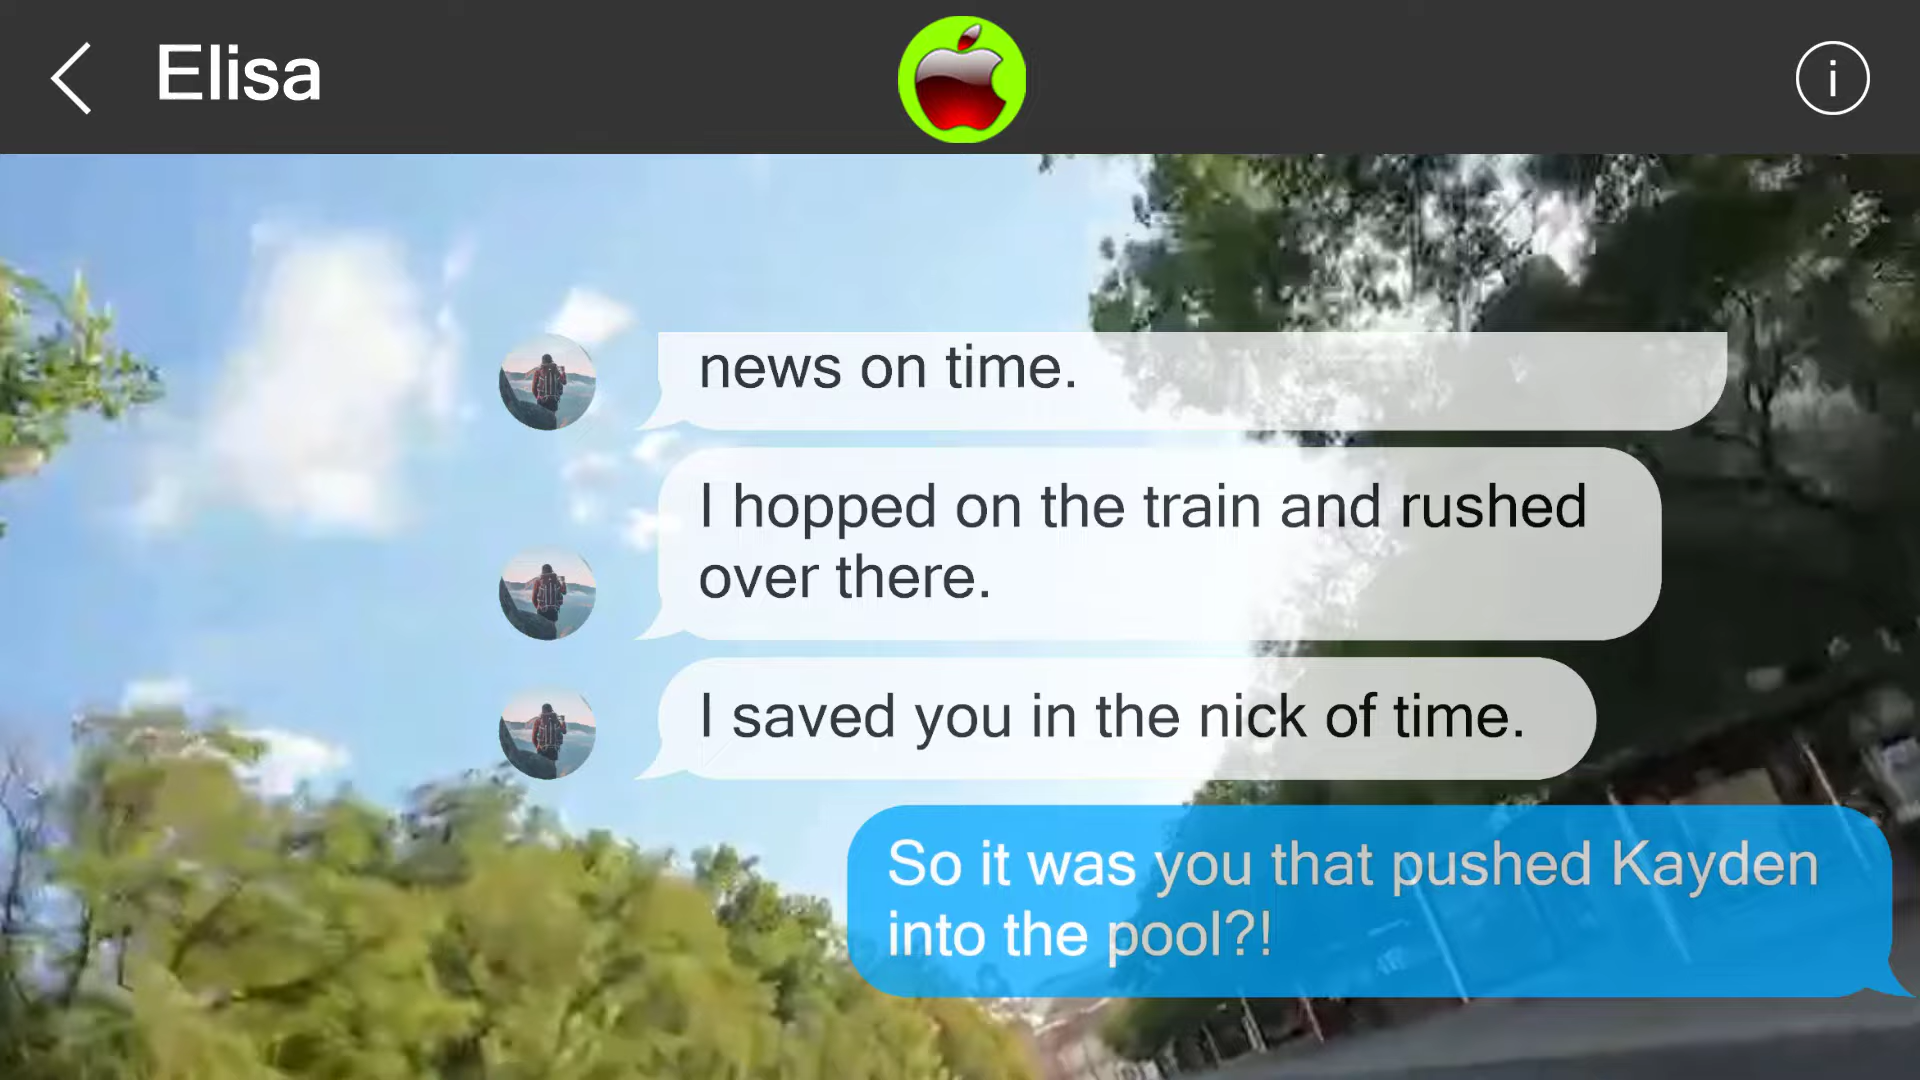 Elisa
i
news on time.
I hopped on the train and rushed
over there.
I saved you in the nick of time.
So it was you that pushed Kayden
into the pool?!